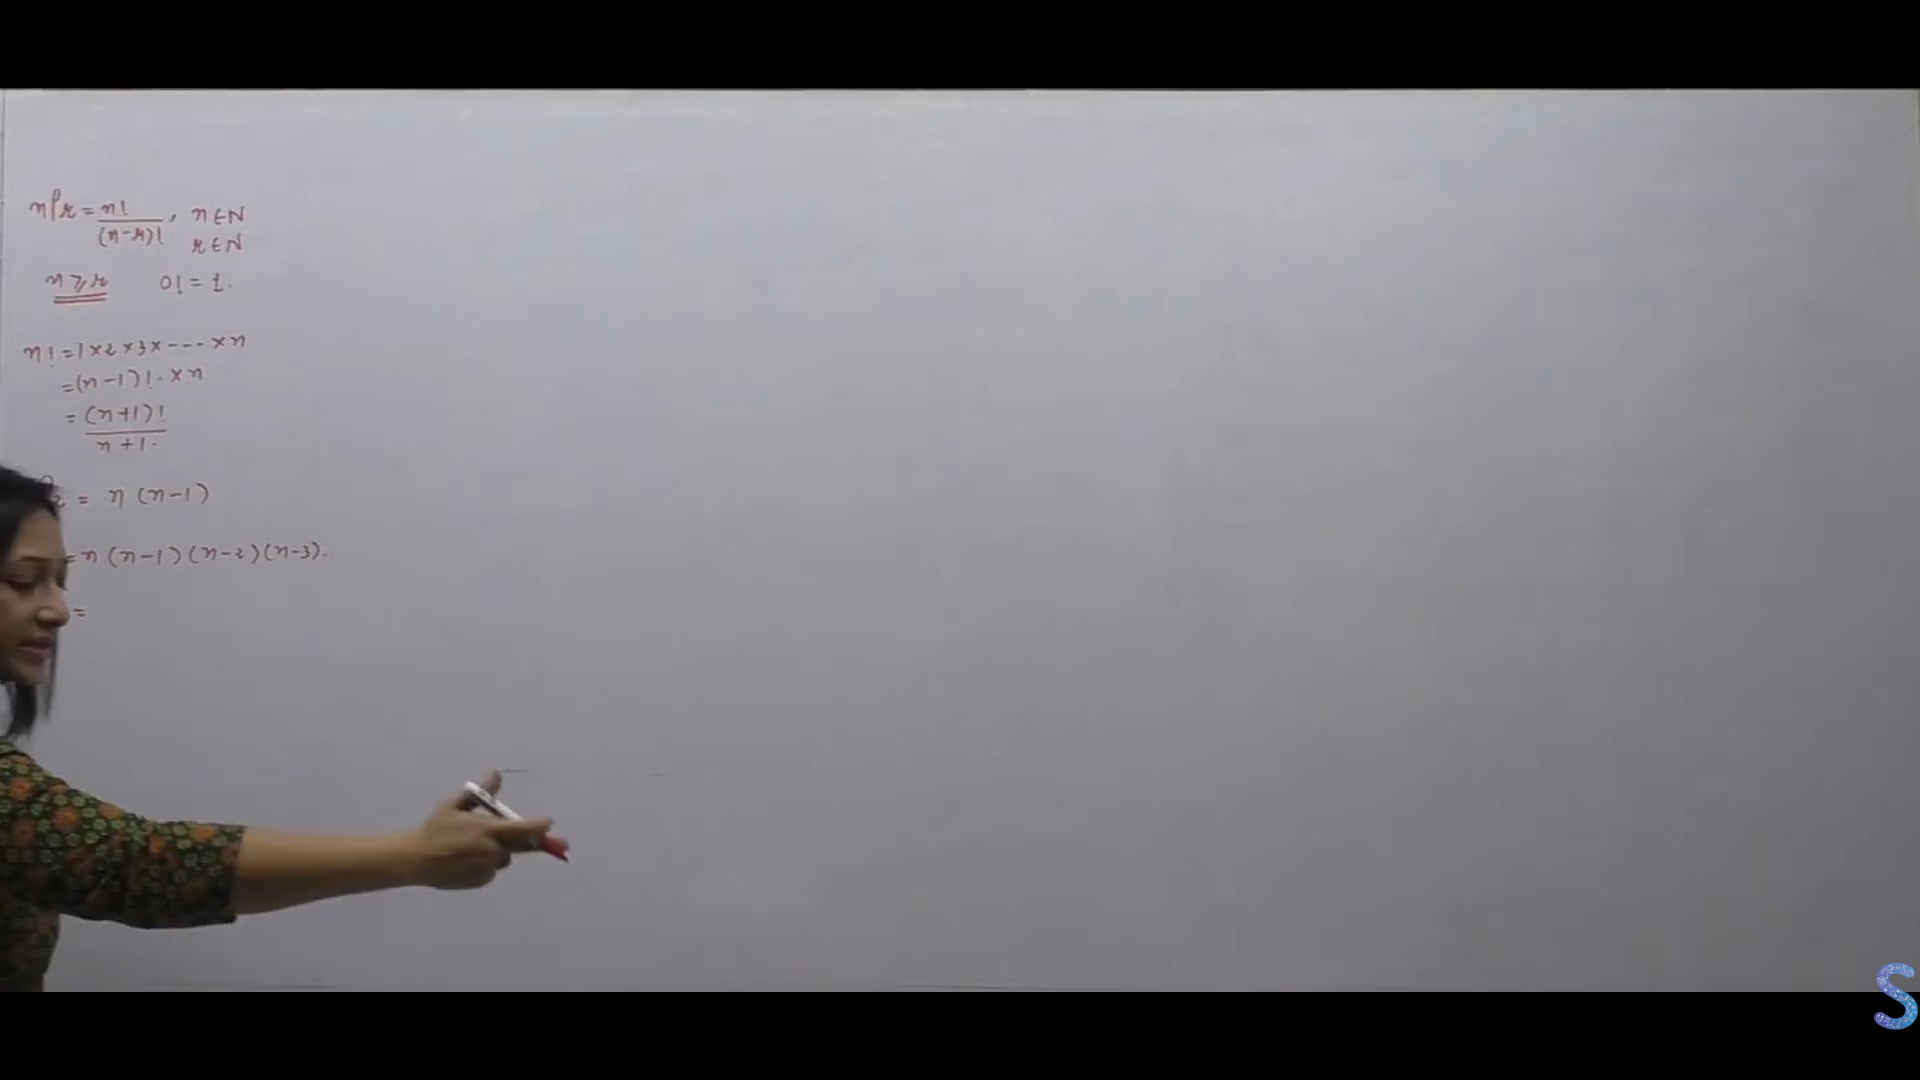 nPr = n! / (n-r)! , n∈N
r∈N
n ⩾ r 0! = 1.
n! = 1×2×3×---×n
= (n-1)!.×n
= (n+1)! / n+1.
= n (n-1)
= n (n-1)(n-2)(n-3).
=
S